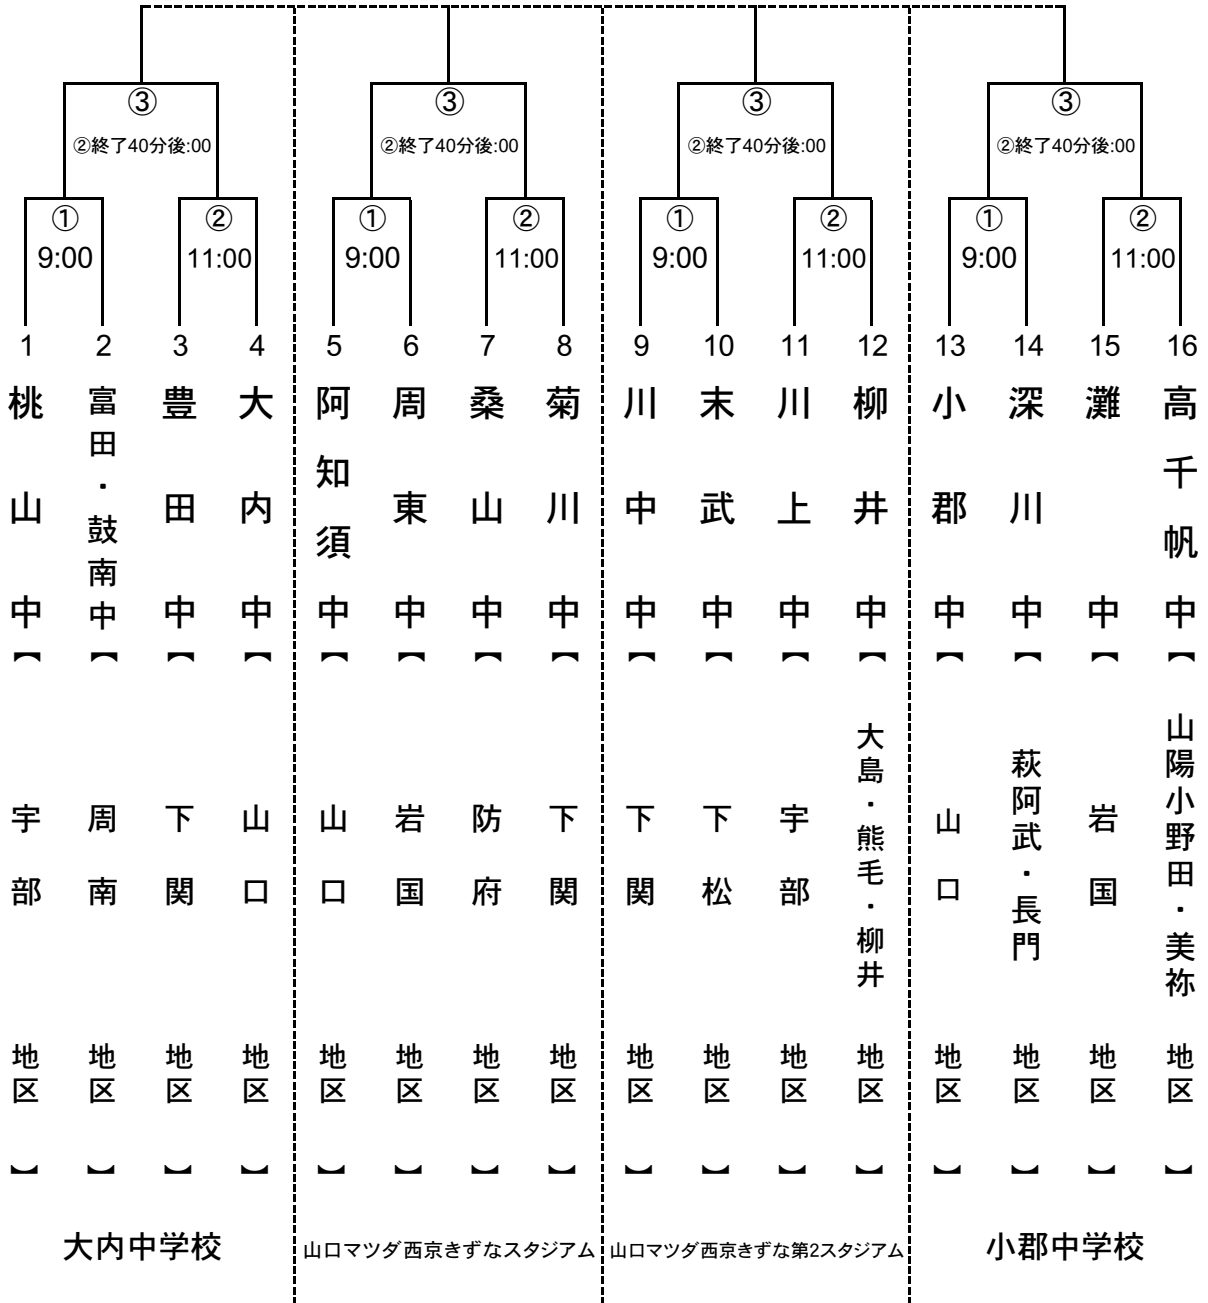 ③ ③ ③ ③
②終了40分後:00 ②終了40分後:00 ②終了40分後:00 ②終了40分後:00
① ② ① ② ① ② ① ②
9:00 11:00 9:00 11:00 9:00 11:00 9:00 11:00
1 2 3 4 5 6 7 8 9 10 11 12 13 14 15 16
桃山中【宇部地区】
富田・鼓南中【周南地区】
豊田中【下関地区】
大内中【山口地区】
阿知須中【山口地区】
周東中【岩国地区】
桑山中【防府地区】
菊川中【下関地区】
川中中【下関地区】
末武中【下松地区】
川上中【宇部地区】
柳井中【大島・熊毛・柳井地区】
小郡中【山口地区】
深川中【萩阿武・長門地区】
灘中【岩国地区】
高千帆中【山陽小野田・美祢地区】
大内中学校
山口マツダ西京きずなスタジアム
山口マツダ西京きずな第2スタジアム
小郡中学校